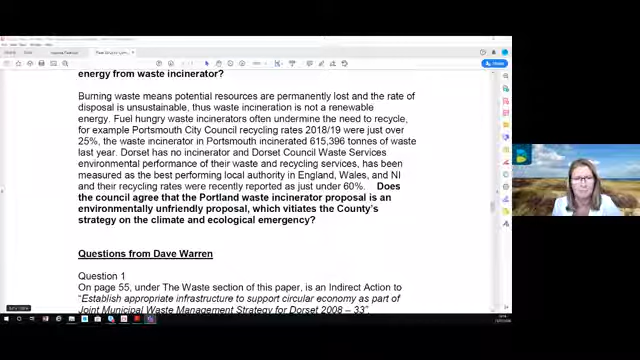 energy from waste incinerator?
Burning waste means potential resources are permanently lost and the rate of
disposal is unsustainable, thus waste incineration is not a renewable
energy. Fuel hungry waste incinerators often undermine the need to recycle,
for example Portsmouth City Council recycling rates 2018/19 were just over
25%, the waste incinerator in Portsmouth incinerated 615,396 tonnes of waste
last year. Dorset has no incinerator and Dorset Council Waste Services
environmental performance of their waste and recycling services, has been
measured as the best performing local authority in England, Wales, and NI
and their recycling rates were recently reported as just under 60%. Does
the council agree that the Portland waste incinerator proposal is an
environmentally unfriendly proposal, which vitiates the County's
strategy on the climate and ecological emergency?
Questions from Dave Warren
Question 1
On page 55, under The Waste section of this paper, is an Indirect Action to
"Establish appropriate infrastructure to support circular economy as part of
Joint Municipal Waste Management Strategy for Dorset 2008 – 33".